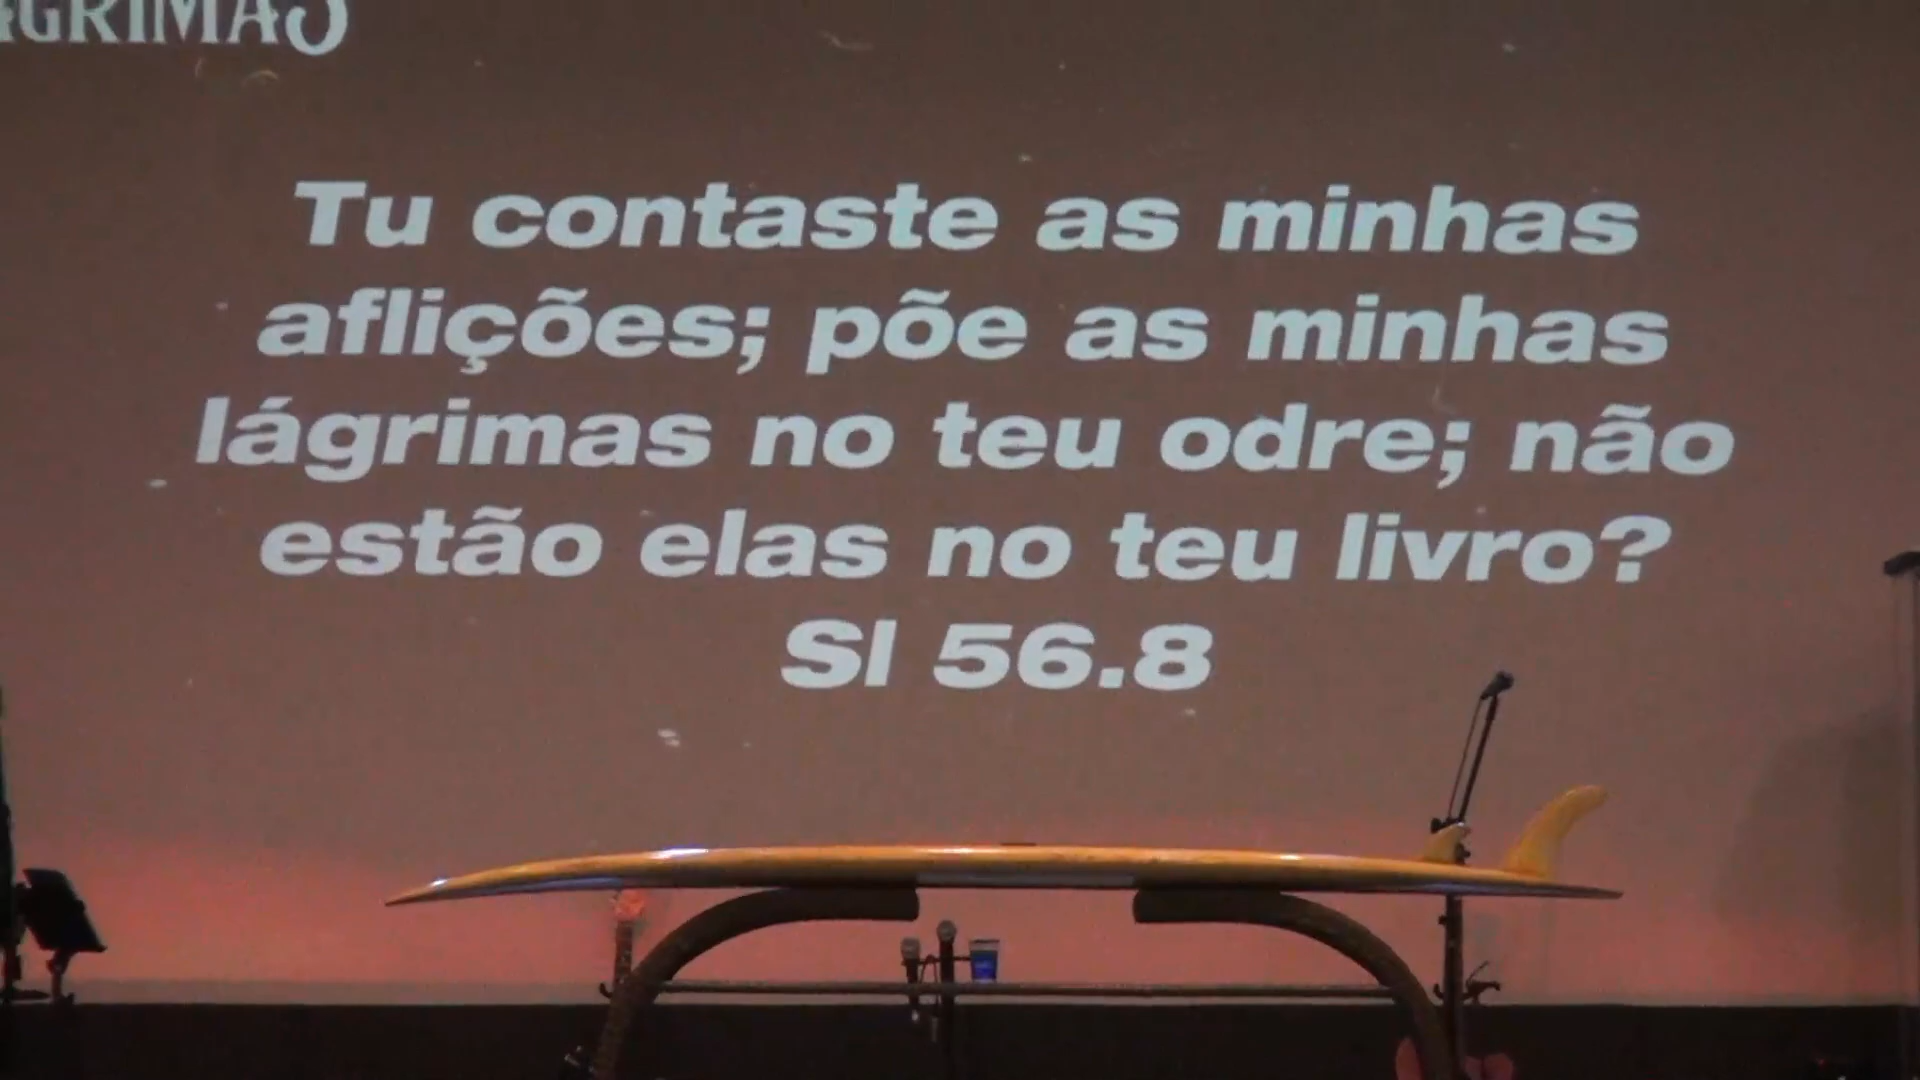 Tu contaste as minhas
aflições; põe as minhas
lágrimas no teu odre; não
estão elas no teu livro?
Sl 56.8